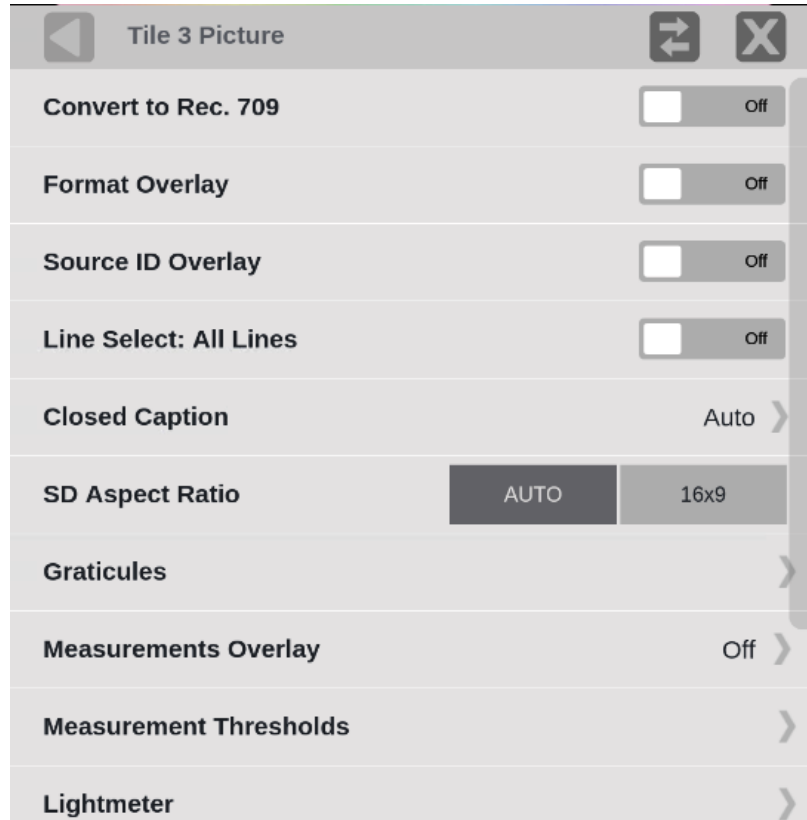 Tile 3 Picture
Convert to Rec. 709 Off
Format Overlay Off
Source ID Overlay Off
Line Select: All Lines Off
Closed Caption Auto
SD Aspect Ratio AUTO 16x9
Graticules
Measurements Overlay Off
Measurement Thresholds
Lightmeter